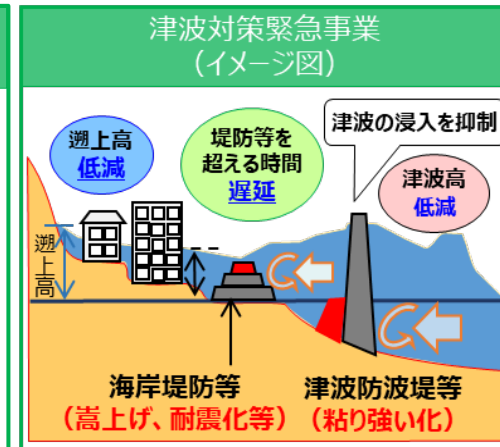 津波対策緊急事業
（イメージ図）
津波の浸入を抑制
遡上高
低減
堤防等を
超える時間
遅延
津波高
低減
遡上高
海岸堤防等
（嵩上げ、耐震化等）
津波防波堤等
（粘り強い化）